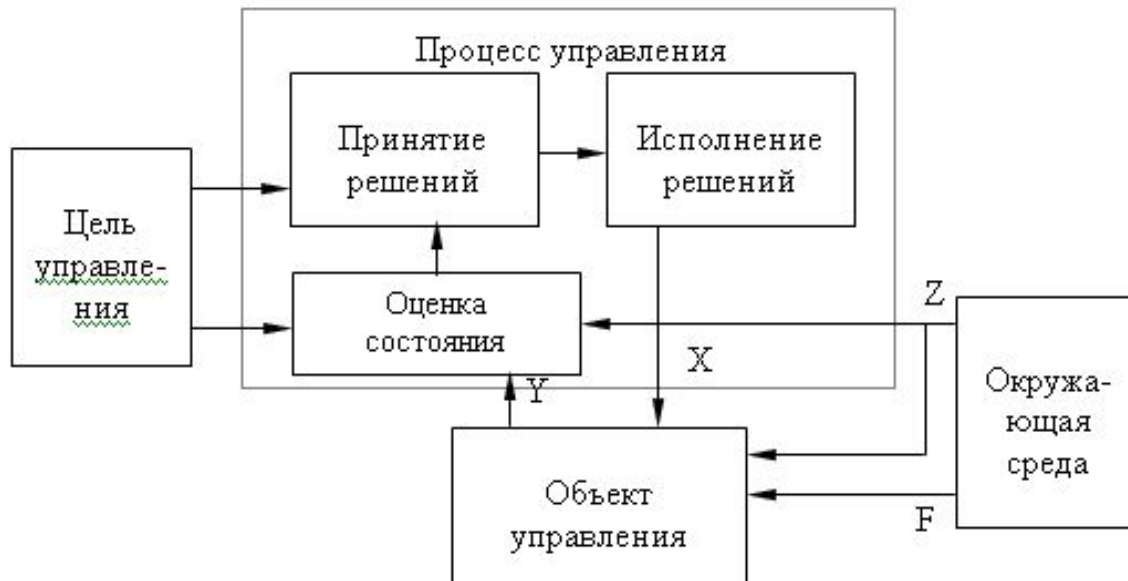 Процесс управления
Принятие
решений
Исполнение
решений
Цель
управле-
ния
Оценка
состояния
Z
X
Y
Окружа-
ющая
среда
Объект
управления
F